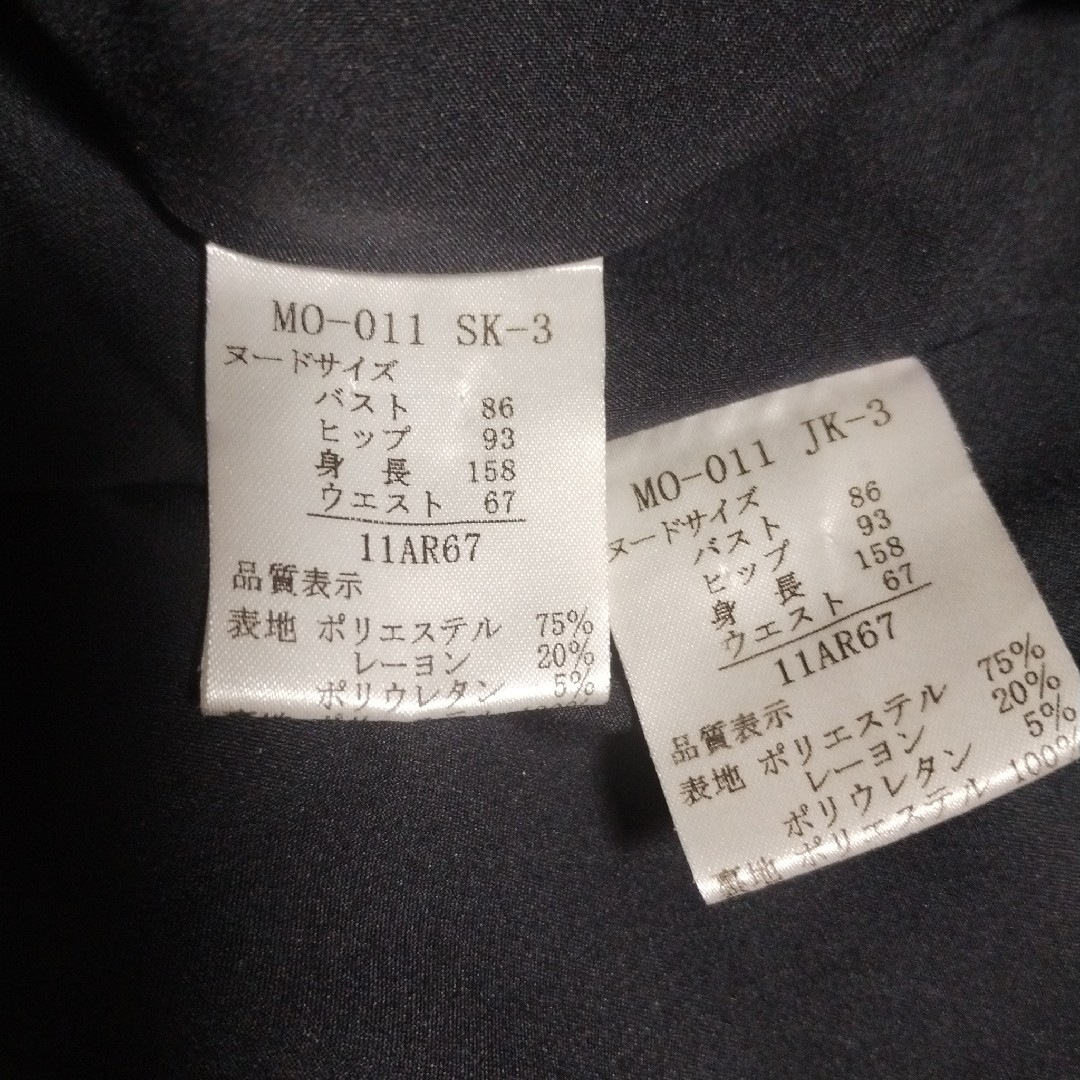 MO-011 SK-3
ヌードサイズ
バスト 86
ヒップ 93
身長 158
ウエスト 67
11AR67
品質表示
表地 ポリエステル 75%
レーヨン 20%
ポリウレタン 5%
MO-011 JK-3
ヌードサイズ
バスト 86
ヒップ 93
身長 158
ウエスト 67
11AR67
品質表示
表地 ポリエステル 75%
レーヨン 20%
ポリウレタン 5%
裏地 ポリエステル 100%